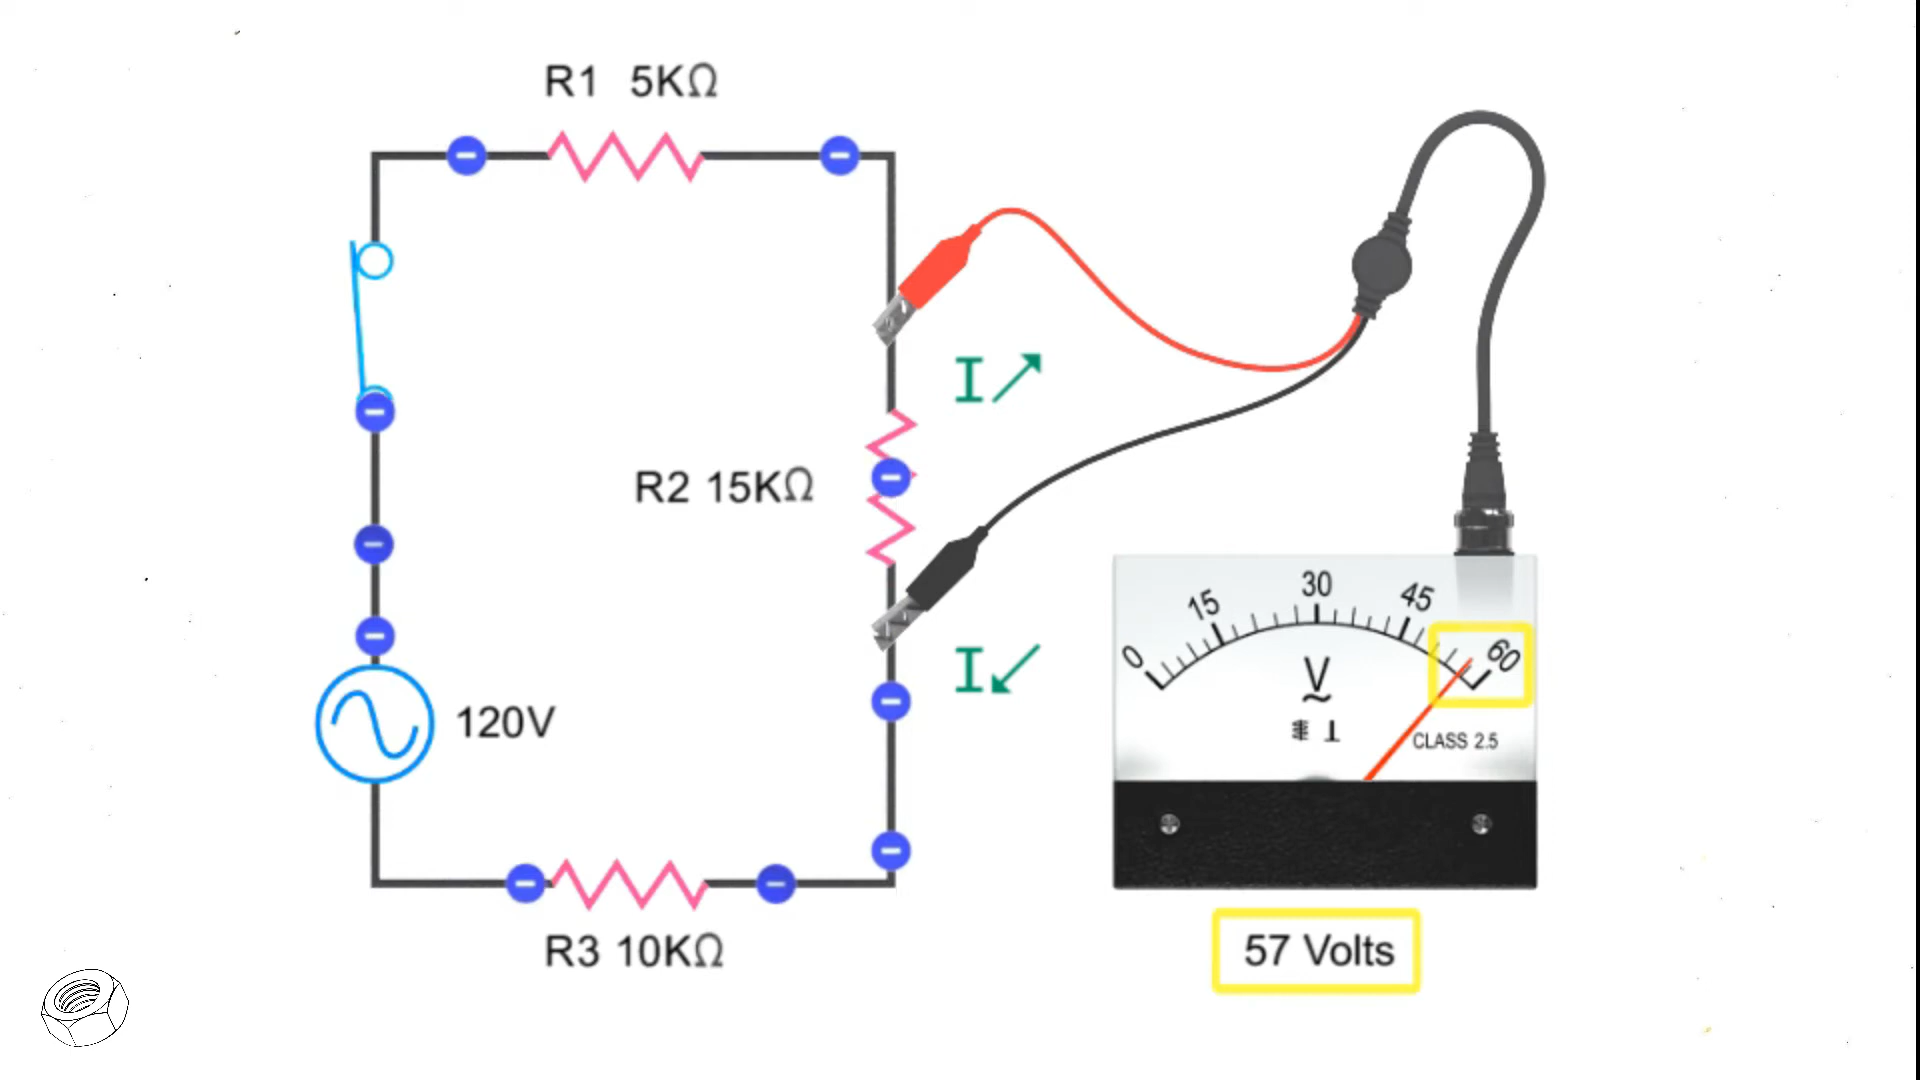 R1 5KΩ
I
R2 15KΩ
I
120V
R3 10KΩ
0 15 30 45 60
V
CLASS 2.5
57 Volts